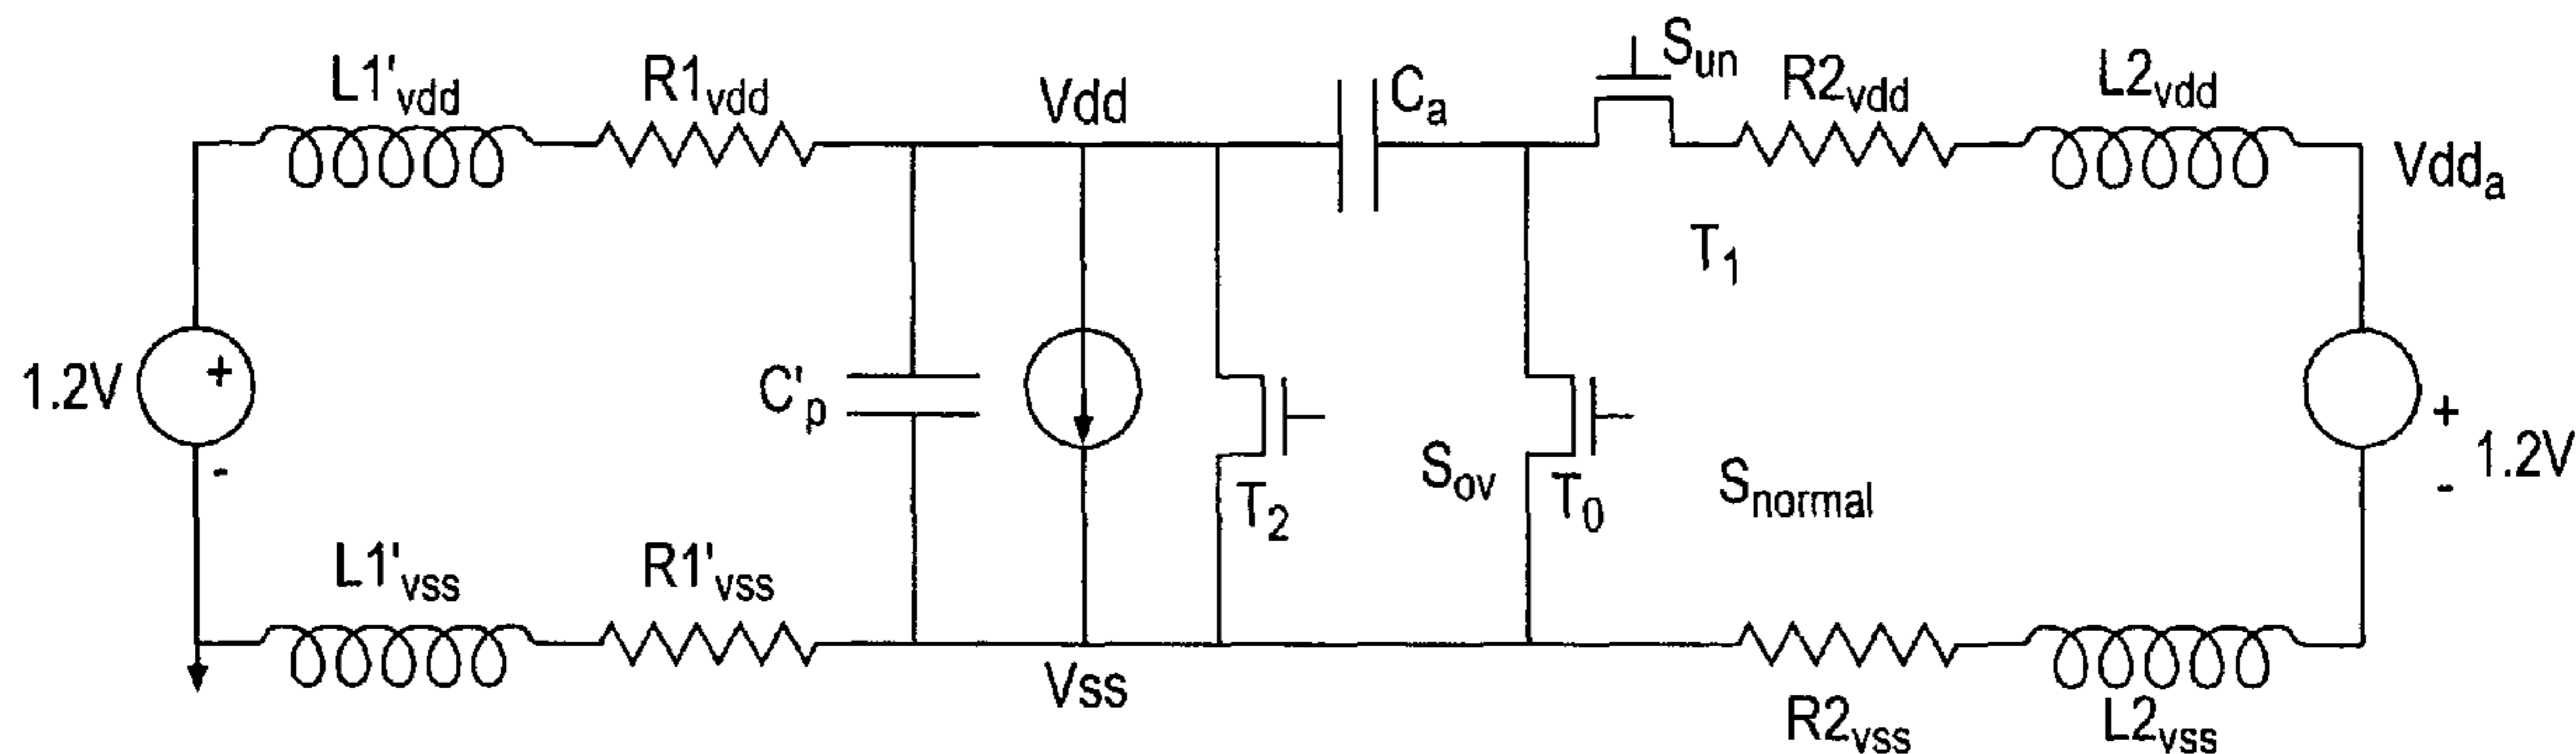 L1'vdd
R1vdd
Vdd
Ca
Sun
R2vdd
L2vdd
Vdda
T1
1.2V
+
-
C'p
T2
Sov
T0
Snormal
+
-
1.2V
L1'vss
R1'vss
Vss
R2vss
L2vss